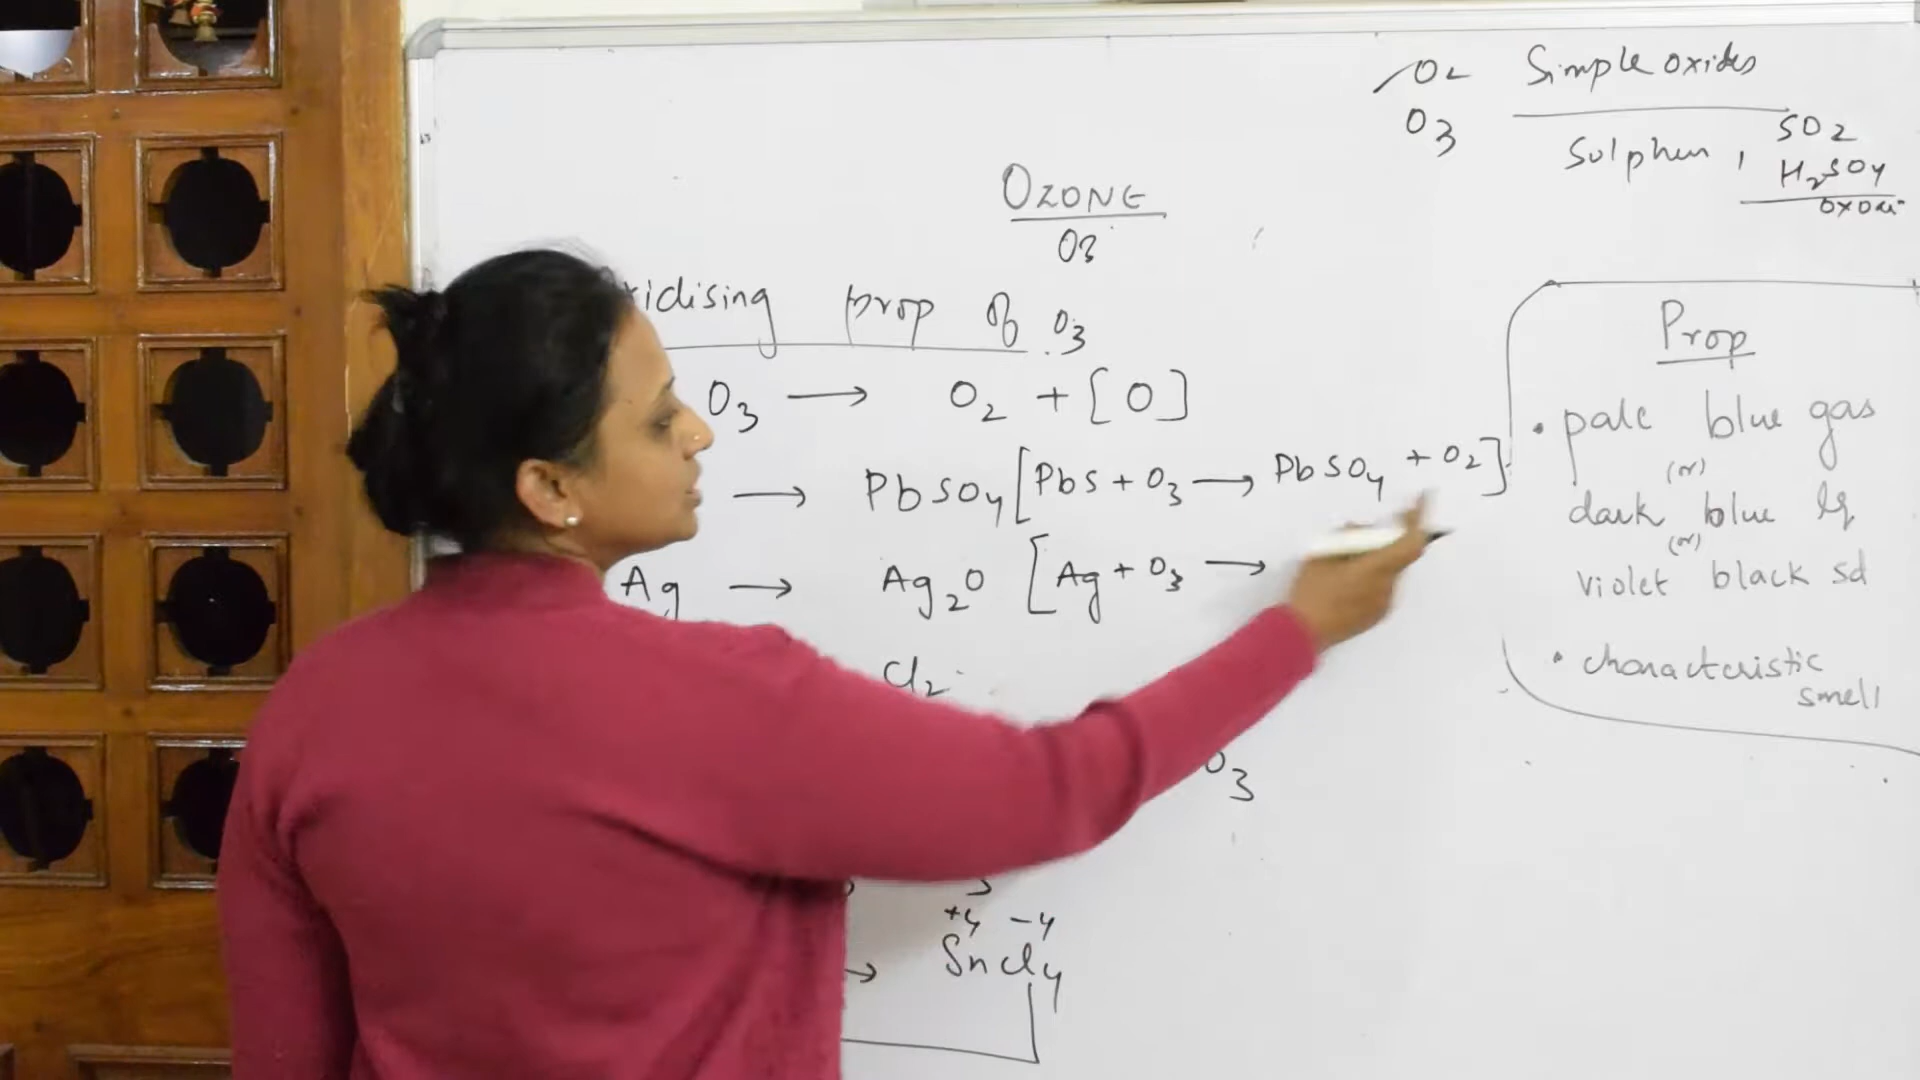 O2 Simple oxides
O3
Sulphur , SO2
H2SO4
OZONE
O3
idising prop of O3
O3 → O2 + [O]
→ PbSO4 [PbS + O3 → PbSO4 + O2]
Ag → Ag2O [Ag + O3 →
Cl2
O3
+4 -4
→ SnCl4
Prop
• pale blue gas
(or)
dark blue lq
(or)
violet black sd
• characteristic
smell